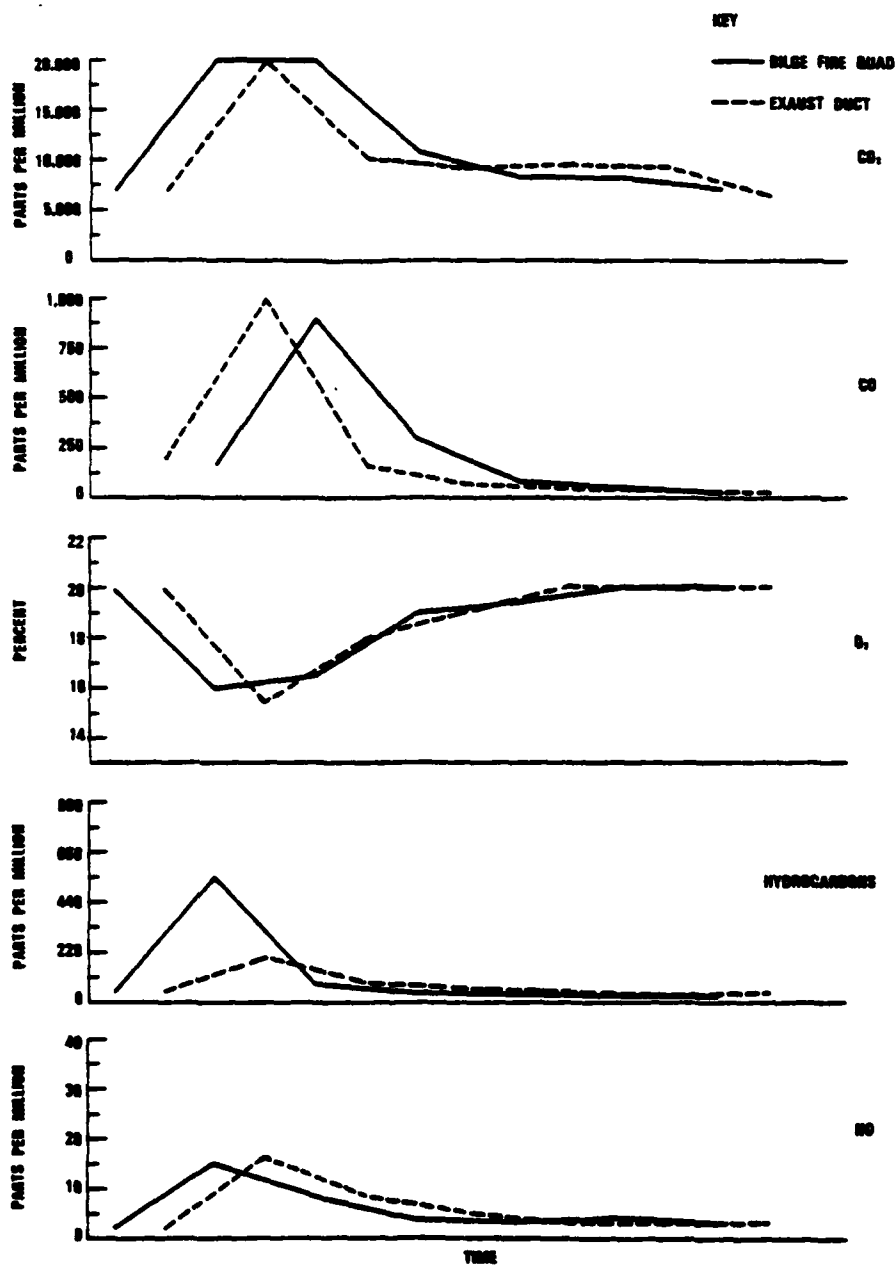 KEY
BILGE FIRE QUAD
EXAUST DUCT
PARTS PER MILLION
20,000
15,000
10,000
5,000
0
CO₂
PARTS PER MILLION
1,000
750
500
250
0
CO
PERCENT
22
20
18
16
14
O₂
PARTS PER MILLION
880
660
440
220
0
HYDROCARBONS
PARTS PER MILLION
40
30
20
10
0
NO
TIME